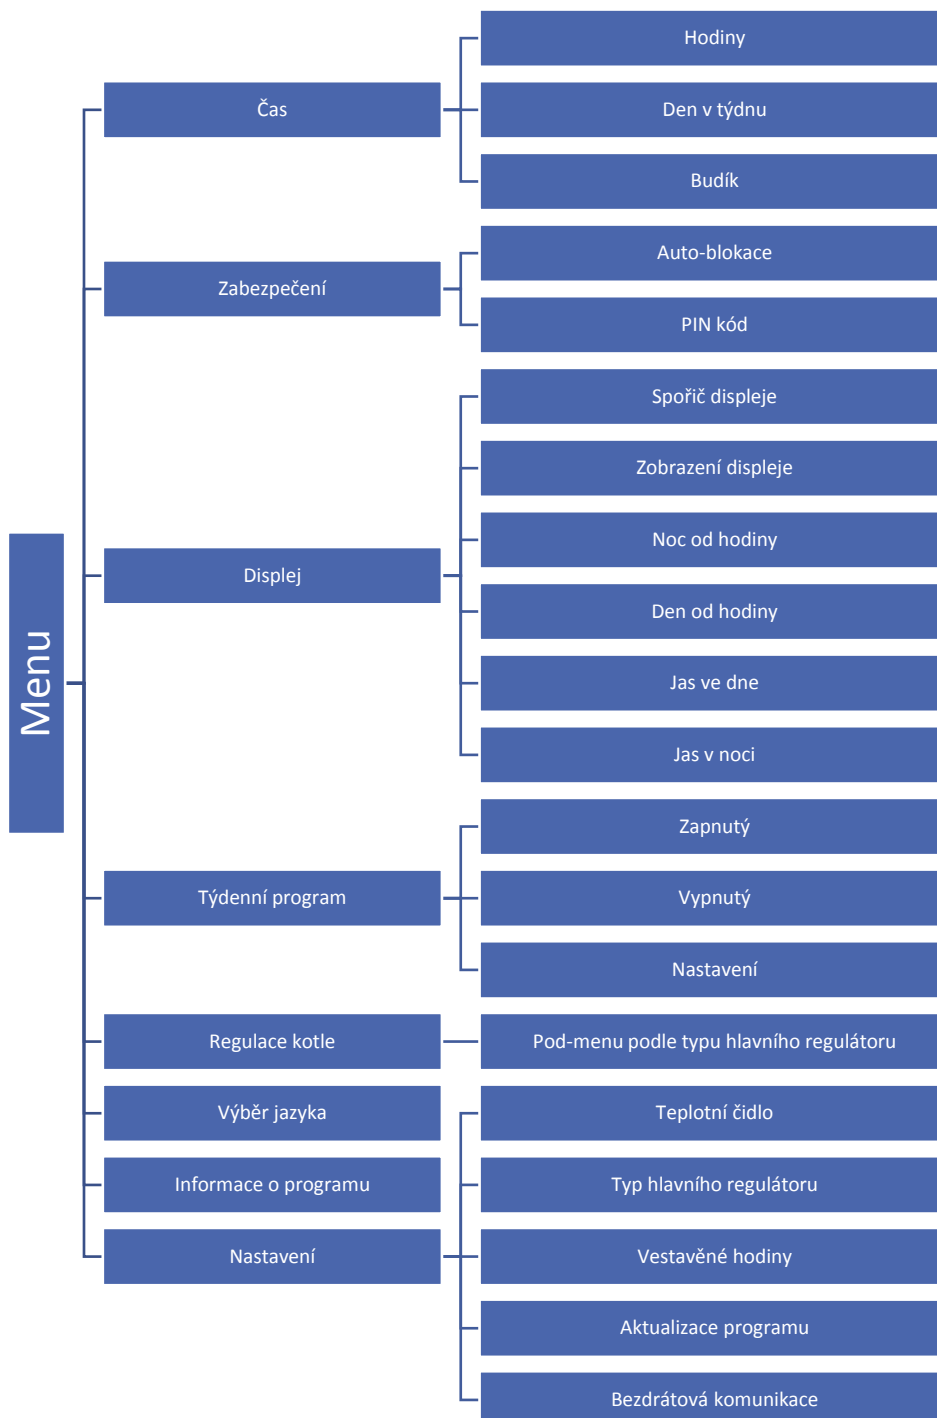 Menu
Čas
Hodiny
Den v týdnu
Budík
Zabezpečení
Auto-blokace
PIN kód
Displej
Spořič displeje
Zobrazení displeje
Noc od hodiny
Den od hodiny
Jas ve dne
Jas v noci
Týdenní program
Zapnutý
Vypnutý
Nastavení
Regulace kotle
Pod-menu podle typu hlavního regulátoru
Výběr jazyka
Informace o programu
Nastavení
Teplotní čidlo
Typ hlavního regulátoru
Vestavěné hodiny
Aktualizace programu
Bezdrátová komunikace